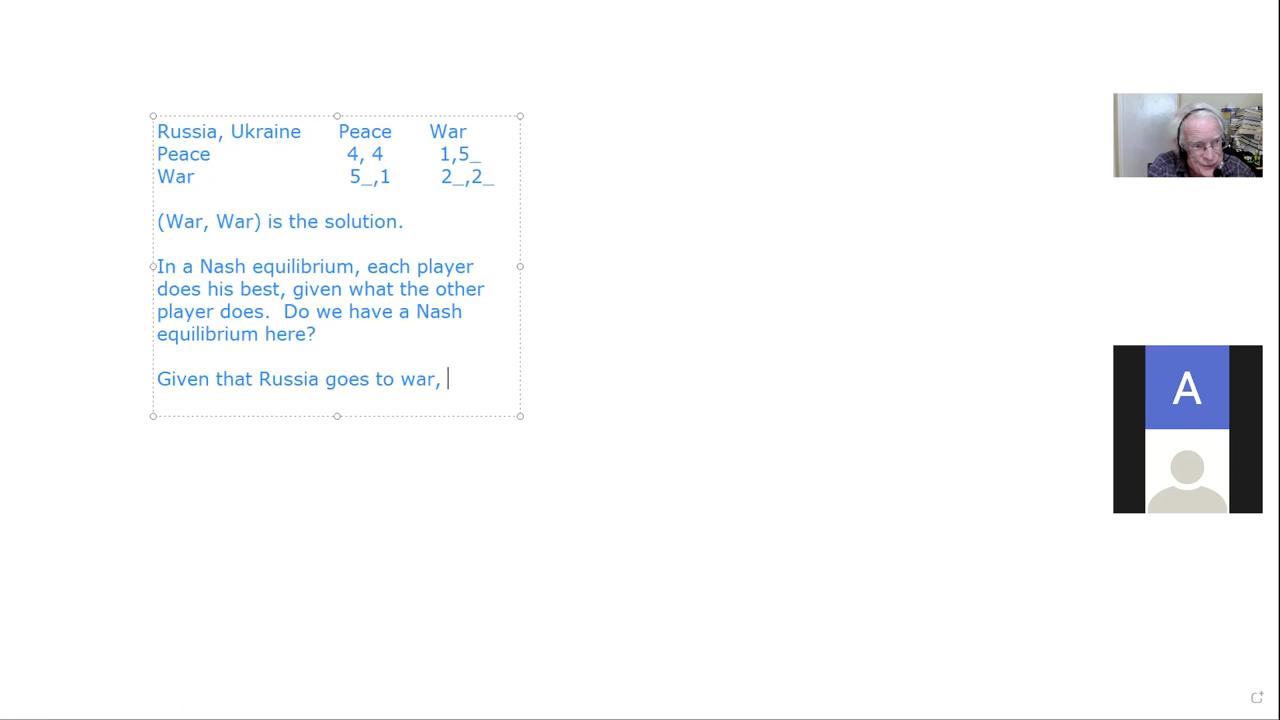 Russia, Ukraine Peace War
Peace 4, 4 1,5_
War 5_,1 2_,2_
(War, War) is the solution.
In a Nash equilibrium, each player
does his best, given what the other
player does. Do we have a Nash
equilibrium here?
Given that Russia goes to war,
A